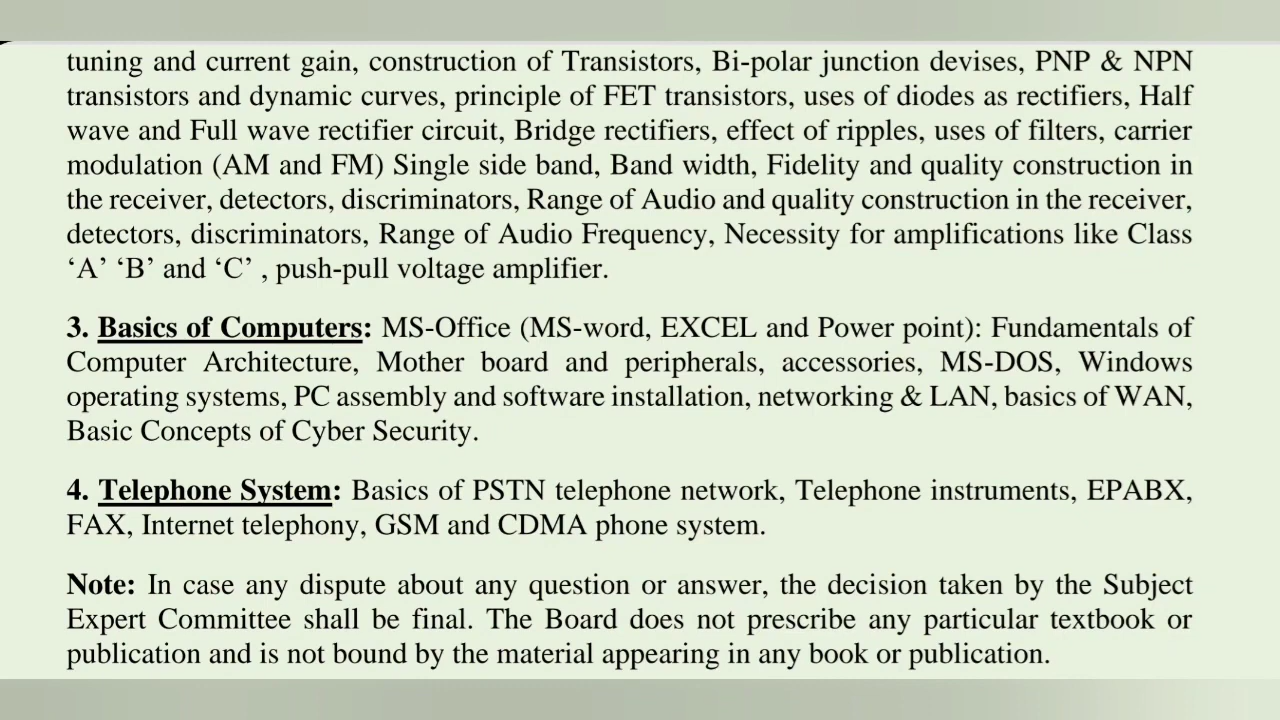 tuning and current gain, construction of Transistors, Bi-polar junction devises, PNP & NPN
transistors and dynamic curves, principle of FET transistors, uses of diodes as rectifiers, Half
wave and Full wave rectifier circuit, Bridge rectifiers, effect of ripples, uses of filters, carrier
modulation (AM and FM) Single side band, Band width, Fidelity and quality construction in
the receiver, detectors, discriminators, Range of Audio and quality construction in the receiver,
detectors, discriminators, Range of Audio Frequency, Necessity for amplifications like Class
‘A’ ‘B’ and ‘C’ , push-pull voltage amplifier.
3. Basics of Computers: MS-Office (MS-word, EXCEL and Power point): Fundamentals of
Computer Architecture, Mother board and peripherals, accessories, MS-DOS, Windows
operating systems, PC assembly and software installation, networking & LAN, basics of WAN,
Basic Concepts of Cyber Security.
4. Telephone System: Basics of PSTN telephone network, Telephone instruments, EPABX,
FAX, Internet telephony, GSM and CDMA phone system.
Note: In case any dispute about any question or answer, the decision taken by the Subject
Expert Committee shall be final. The Board does not prescribe any particular textbook or
publication and is not bound by the material appearing in any book or publication.